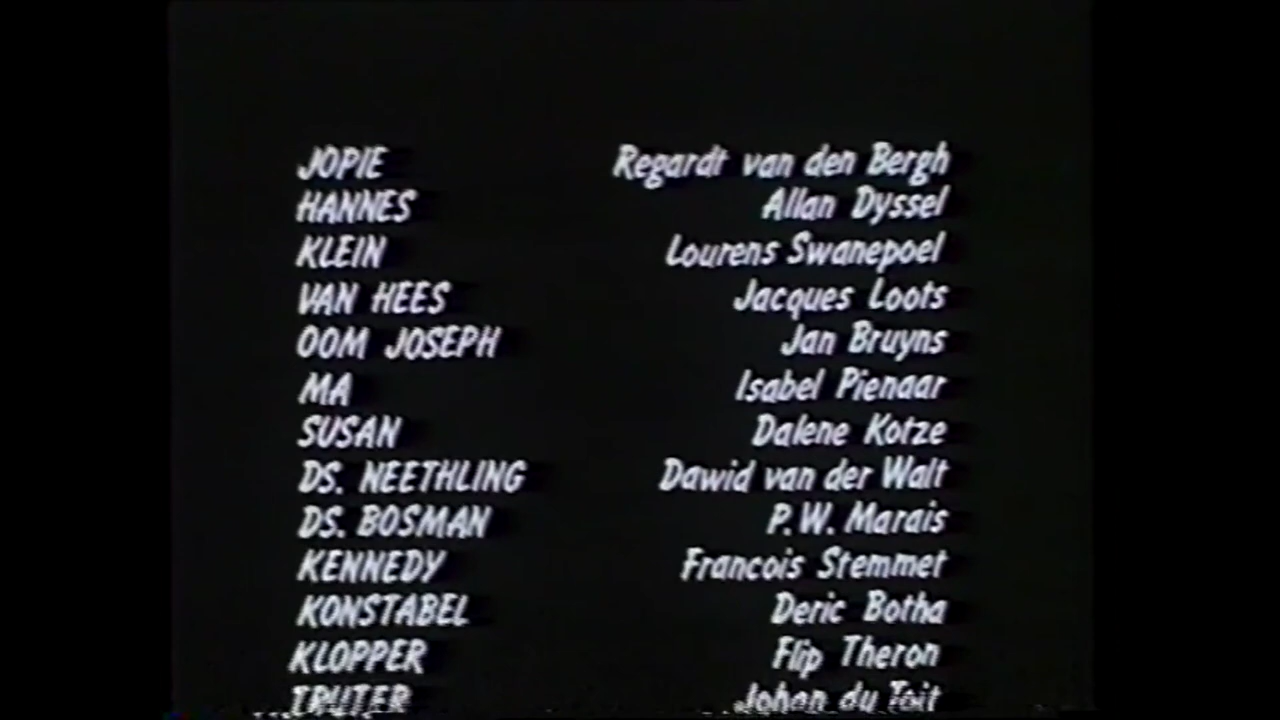 JOPIE Regardt van den Bergh
HANNES Allan Dyssel
KLEIN Lourens Swanepoel
VAN HEES Jacques Loots
OOM JOSEPH Jan Bruyns
MA Isabel Pienaar
SUSAN Dalene Kotze
DS. NEETHLING Dawid van der Walt
DS. BOSMAN P.W. Marais
KENNEDY Francois Stemmet
KONSTABEL Deric Botha
KLOPPER Flip Theron
TRUTER Johan du Toit